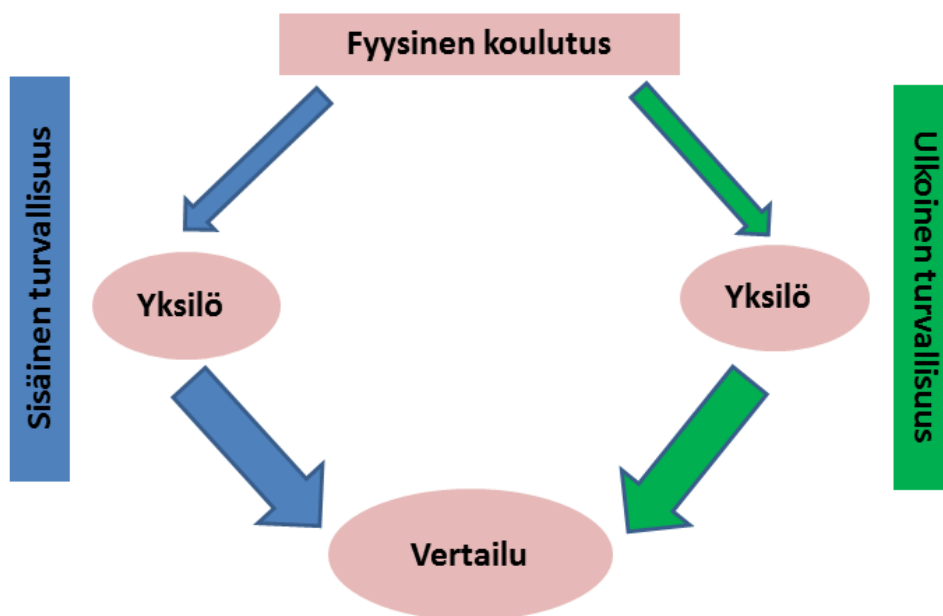 Fyysinen koulutus
Sisäinen turvallisuus
Ulkoinen turvallisuus
Yksilö
Yksilö
Vertailu